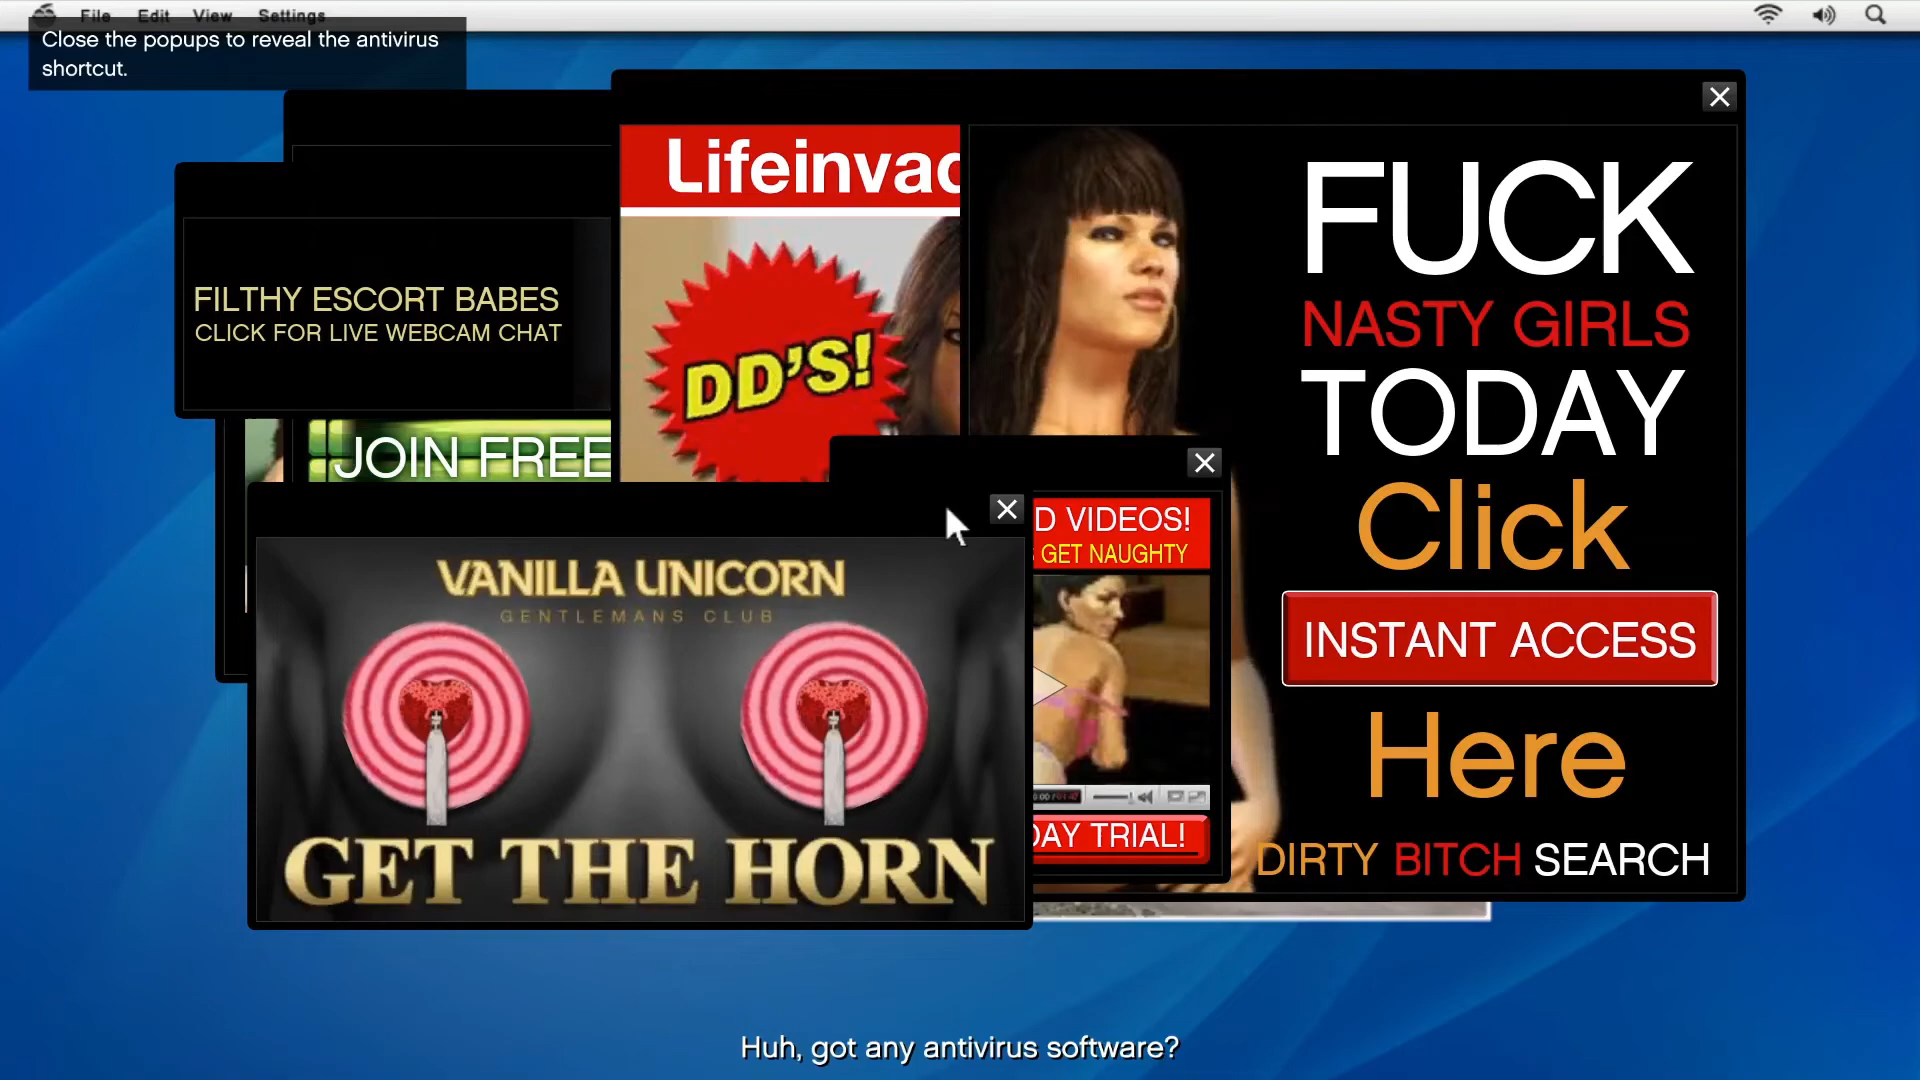 File Edit View Settings
Close the popups to reveal the antivirus
shortcut.
Lifeinvad
DD'S!
FILTHY ESCORT BABES
CLICK FOR LIVE WEBCAM CHAT
JOIN FREE
FUCK
NASTY GIRLS
TODAY
Click
INSTANT ACCESS
Here
DIRTY BITCH SEARCH
D VIDEOS!
GET NAUGHTY
DAY TRIAL!
VANILLA UNICORN
GENTLEMANS CLUB
GET THE HORN
Huh, got any antivirus software?